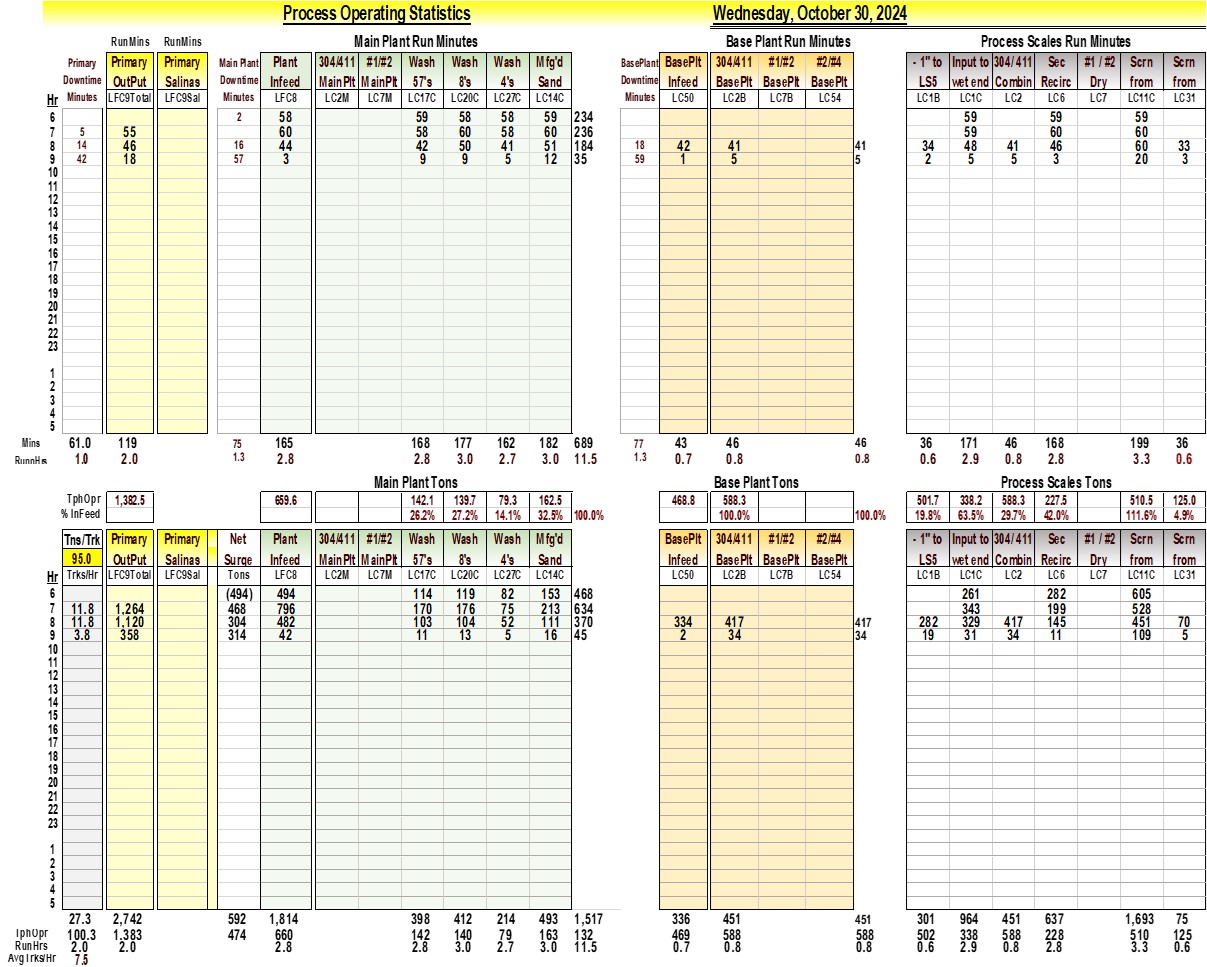 Process Operating Statistics Wednesday, October 30, 2024
RunMins RunMins Main Plant Run Minutes Base Plant Run Minutes Process Scales Run Minutes
Primary Primary Primary Main Plant Plant 304/411 #1/#2 Wash Wash Wash Mfg'd BasePlant BasePlt 304/411 #1/#2 #2/#4 - 1" to Input to 304/411 Sec #1 / #2 Scrn Scrn
Downtime OutPut Salinas Downtime Infeed MainPlt MainPlt 57's 8's 4's Sand Downtime Infeed BasePlt BasePlt BasePlt LS5 wet end Combin Recirc Dry from from
Hr Minutes LFC9Total LFC9Sal Minutes LFC8 LC2M LC7M LC17C LC20C LC27C LC14C Minutes LC50 LC2B LC7B LC54 LC1B LC1C LC2 LC6 LC7 LC11C LC31
6 2 58 59 58 58 59 234 59 59 59
7 5 55 60 58 60 58 60 236 59 60 60
8 14 46 16 44 42 50 41 51 184 18 42 41 41 34 48 41 46 60 33
9 42 18 57 3 9 9 5 12 35 59 1 5 5 2 5 5 3 20 3
10
11
12
13
14
15
16
17
18
19
20
21
22
23
1
2
3
4
5
Mins 61.0 119 75 165 168 177 162 182 689 77 43 46 46 36 171 46 168 199 36
RunnHrs 1.0 2.0 1.3 2.8 2.8 3.0 2.7 3.0 11.5 1.3 0.7 0.8 0.8 0.6 2.9 0.8 2.8 3.3 0.6
Main Plant Tons Base Plant Tons Process Scales Tons
TphOpr 1,382.5 659.6 142.1 139.7 79.3 162.5 468.8 588.3 501.7 338.2 588.3 227.5 510.5 125.0
% InFeed 26.2% 27.2% 14.1% 32.5% 100.0% 100.0% 100.0% 19.8% 63.5% 29.7% 42.0% 111.6% 4.9%
Tns/Trk Primary Primary Net Plant 304/411 #1/#2 Wash Wash Wash Mfg'd BasePlt 304/411 #1/#2 #2/#4 - 1" to Input to 304/411 Sec #1 / #2 Scrn Scrn
95.0 OutPut Salinas Surge Infeed MainPlt MainPlt 57's 8's 4's Sand Infeed BasePlt BasePlt BasePlt LS5 wet end Combin Recirc Dry from from
Hr Trks/Hr LFC9Total LFC9Sal Tons LFC8 LC2M LC7M LC17C LC20C LC27C LC14C LC50 LC2B LC7B LC54 LC1B LC1C LC2 LC6 LC7 LC11C LC31
6 (494) 494 114 119 82 153 468 261 282 605
7 11.8 1,264 468 796 170 176 75 213 634 343 199 528
8 11.8 1,120 304 482 103 104 52 111 370 334 417 417 282 329 417 145 451 70
9 3.8 358 314 42 11 13 5 16 45 2 34 34 19 31 34 11 109 5
10
11
12
13
14
15
16
17
18
19
20
21
22
23
1
2
3
4
5
27.3 2,742 592 1,814 398 412 214 493 1,517 336 451 451 301 964 451 637 1,693 75
TphOpr 100.3 1,383 474 660 142 140 79 163 132 469 588 588 502 338 588 228 510 125
RunHrs 2.0 2.0 2.8 2.8 3.0 2.7 3.0 11.5 0.7 0.8 0.8 0.6 2.9 0.8 2.8 3.3 0.6
AvgTrks/Hr 7.5